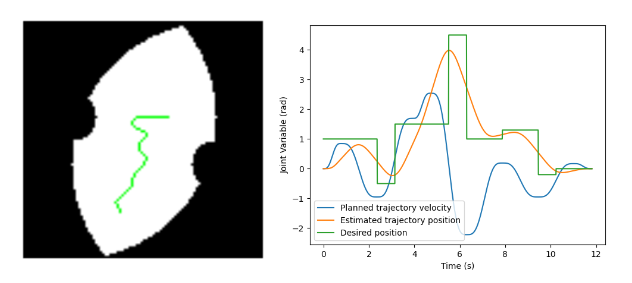 4
3
2
1
0
−1
−2
Joint Variable (rad)
Planned trajectory velocity
Estimated trajectory position
Desired position
0
2
4
6
8
10
12
Time (s)